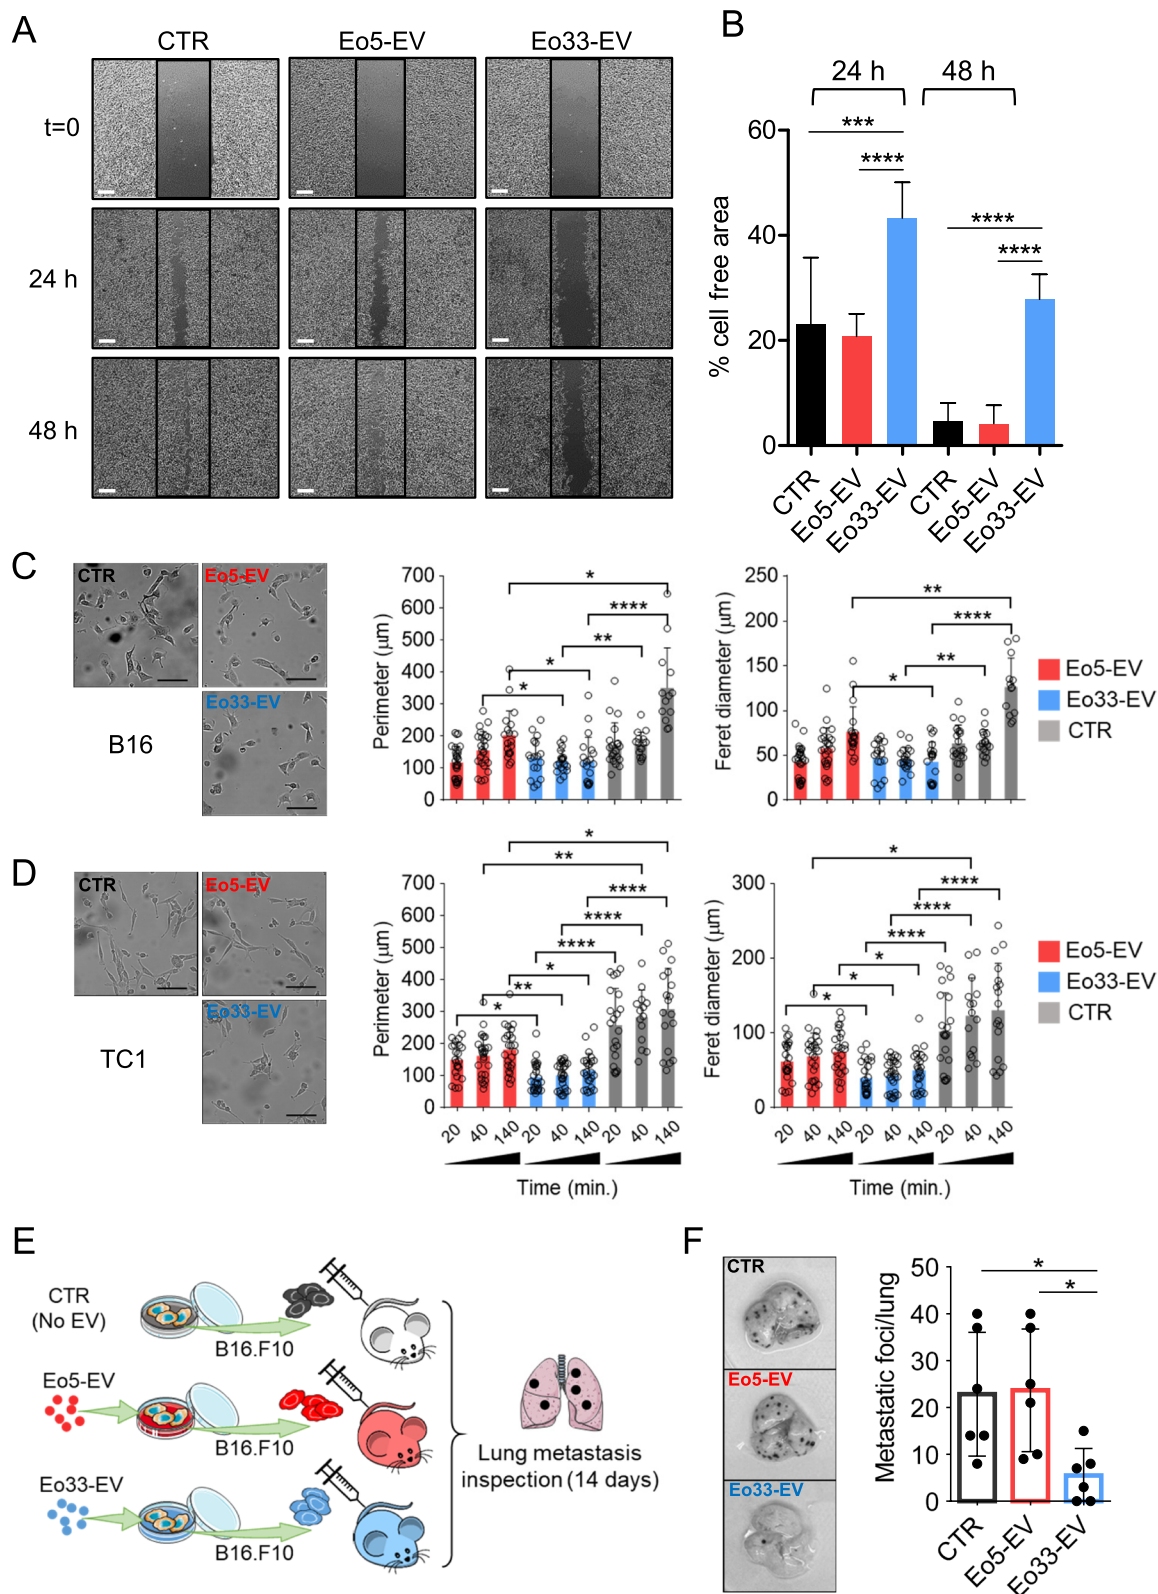 A
CTR
Eo5-EV
Eo33-EV
t=0
24 h
48 h
B
24 h
48 h
***
****
****
****
% cell free area
60
40
20
0
CTR
Eo5-EV
Eo33-EV
CTR
Eo5-EV
Eo33-EV
C
CTR
Eo5-EV
Eo33-EV
B16
Perimeter (μm)
700
600
500
400
300
200
100
0
*
****
**
*
*
Feret diameter (μm)
250
200
150
100
50
0
**
****
**
*
Eo5-EV
Eo33-EV
CTR
D
CTR
Eo5-EV
Eo33-EV
TC1
Perimeter (μm)
700
600
500
400
300
200
100
0
*
**
****
****
****
*
**
*
20
40
140
20
40
140
20
40
140
Time (min.)
Feret diameter (μm)
300
200
100
0
*
****
****
****
*
*
*
20
40
140
20
40
140
20
40
140
Time (min.)
Eo5-EV
Eo33-EV
CTR
E
CTR
(No EV)
B16.F10
Eo5-EV
B16.F10
Eo33-EV
B16.F10
Lung metastasis
inspection (14 days)
F
CTR
Eo5-EV
Eo33-EV
Metastatic foci/lung
50
40
30
20
10
0
*
*
CTR
Eo5-EV
Eo33-EV